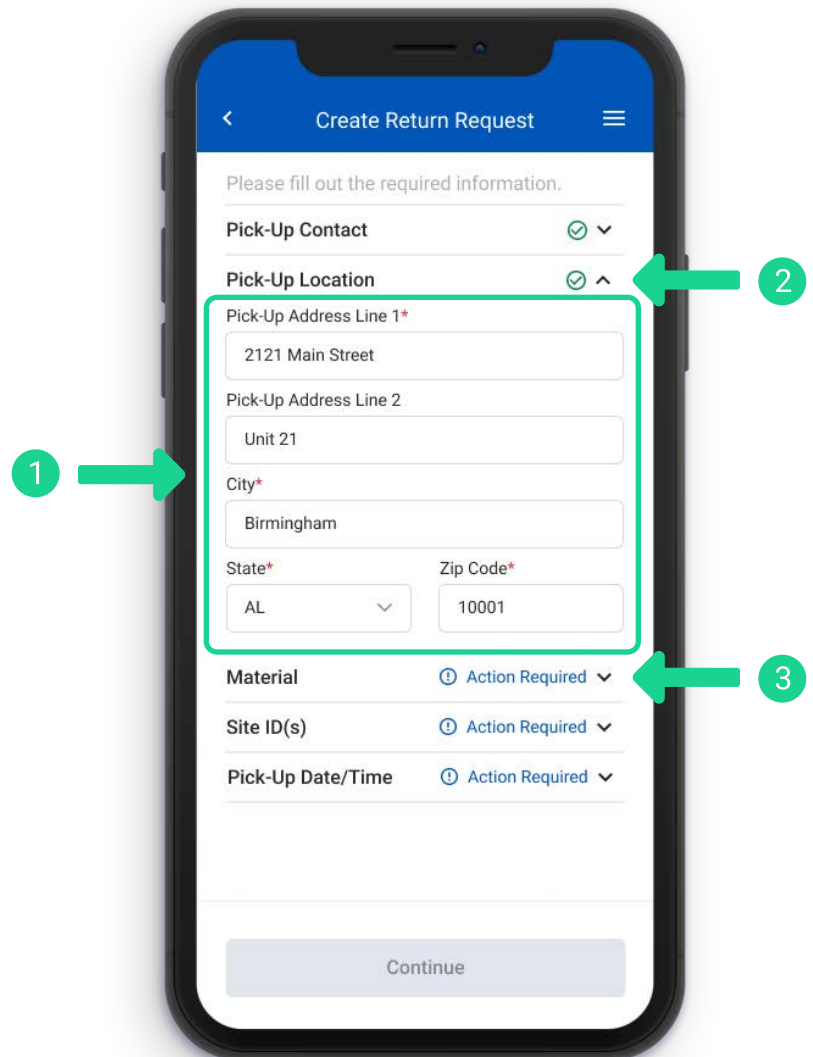 Create Return Request
Please fill out the required information.
Pick-Up Contact
Pick-Up Location
2
Pick-Up Address Line 1*
2121 Main Street
Pick-Up Address Line 2
Unit 21
1
City*
Birmingham
State* Zip Code*
AL 10001
Material Action Required
3
Site ID(s) Action Required
Pick-Up Date/Time Action Required
Continue